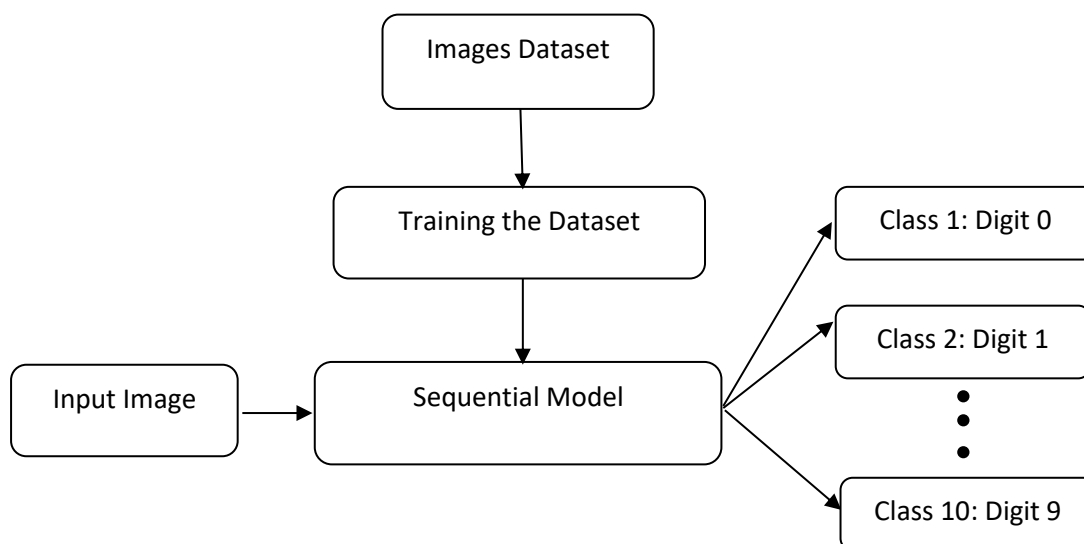 Images Dataset
Training the Dataset
Class 1: Digit 0
Class 2: Digit 1
Input Image
Sequential Model
Class 10: Digit 9